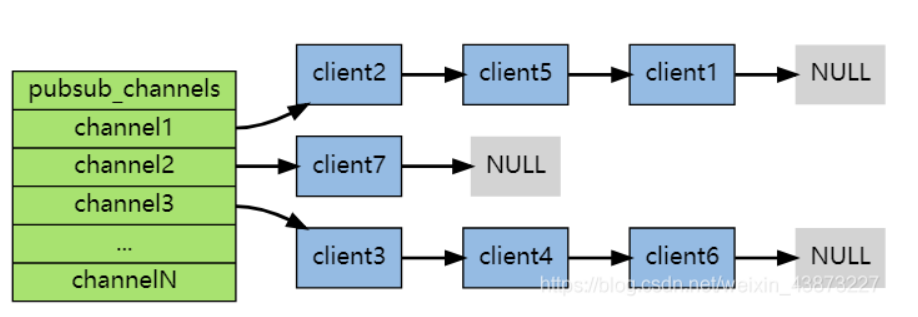 pubsub_channels
channel1
channel2
channel3
...
channelN
client2
client5
client1
NULL
client7
NULL
client3
client4
client6
NULL
https://blog.csdn.net/weixin_43873227